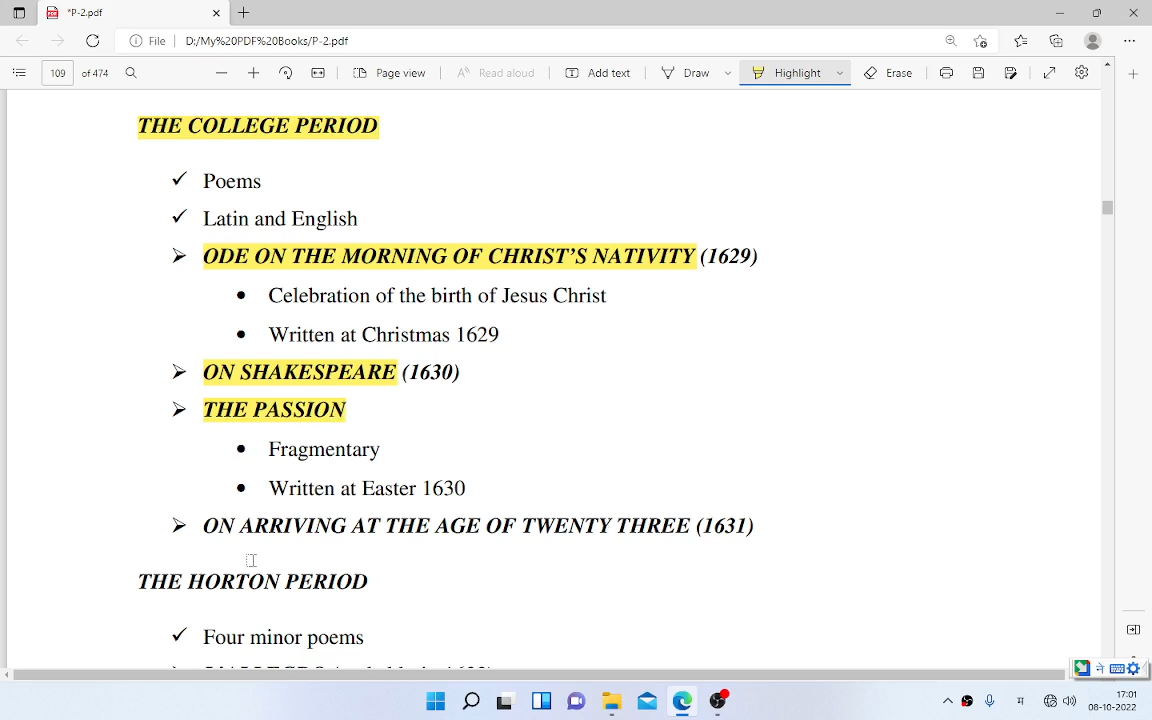 *P-2.pdf
File D:/My%20PDF%20Books/P-2.pdf
109 of 474 Page view Read aloud Add text Draw Highlight Erase
THE COLLEGE PERIOD
✓ Poems
✓ Latin and English
➢ ODE ON THE MORNING OF CHRIST'S NATIVITY (1629)
• Celebration of the birth of Jesus Christ
• Written at Christmas 1629
➢ ON SHAKESPEARE (1630)
➢ THE PASSION
• Fragmentary
• Written at Easter 1630
➢ ON ARRIVING AT THE AGE OF TWENTY THREE (1631)
THE HORTON PERIOD
✓ Four minor poems
17:01
08-10-2022